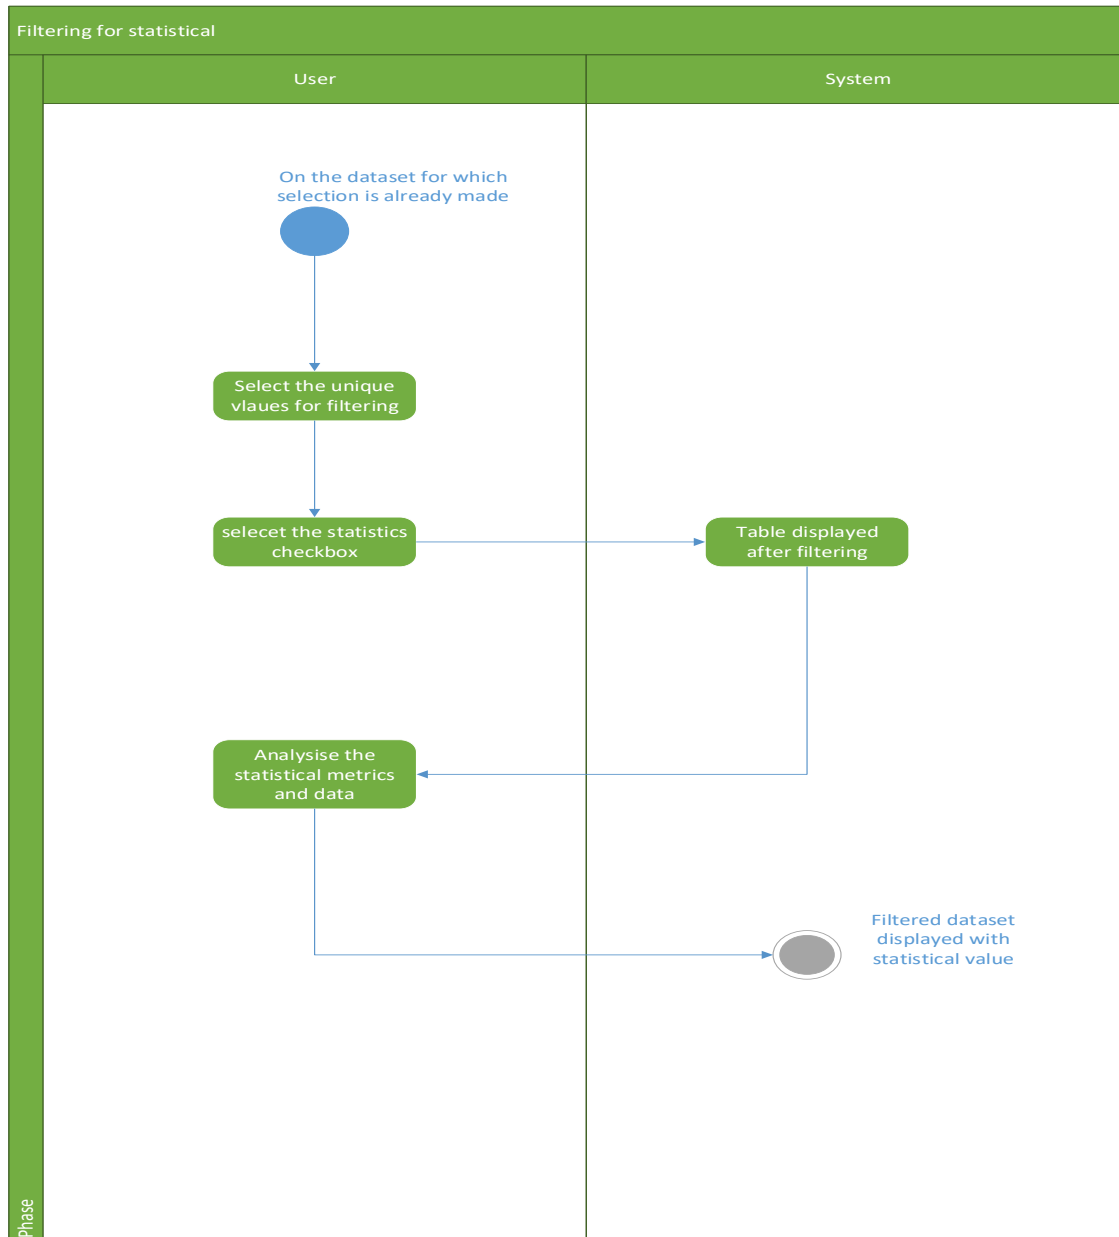 Filtering for statistical
User
System
On the dataset for which
selection is already made
Select the unique
vlaues for filtering
selecet the statistics
checkbox
Table displayed
after filtering
Analysise the
statistical metrics
and data
Filtered dataset
displayed with
statistical value
Phase